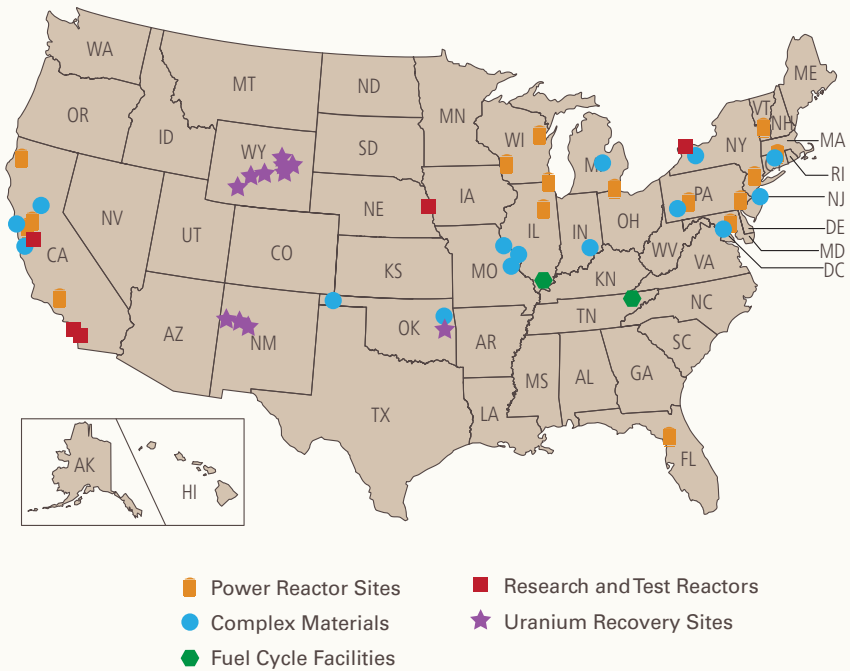 WA
MT
ND
MN
ME
VT
NH
OR
ID
WY
SD
WI
MI
NY
MA
RI
NV
UT
CO
NE
IA
IL
IN
OH
PA
NJ
DE
MD
DC
CA
KS
MO
KN
WV
VA
AZ
NM
OK
AR
TN
NC
SC
TX
LA
MS
AL
GA
FL
AK
HI
Power Reactor Sites
Complex Materials
Fuel Cycle Facilities
Research and Test Reactors
Uranium Recovery Sites